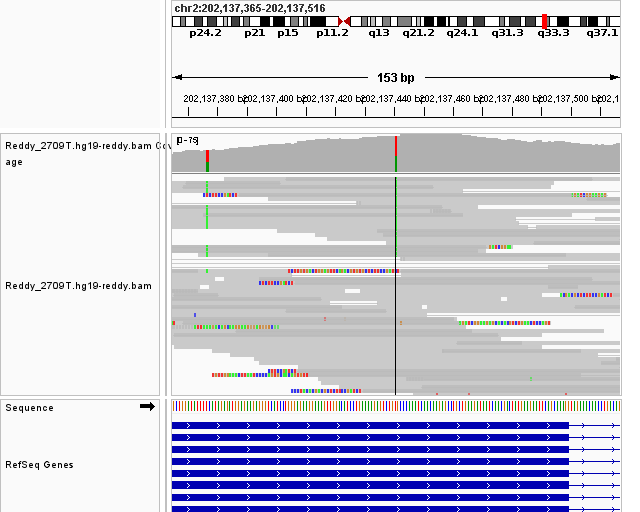 chr2:202,137,365-202,137,516
p24.2 p21 p15 p11.2 q13 q21.2 q24.1 q31.3 q33.3 q37.1
153 bp
202,137,380 bp 202,137,400 bp 202,137,420 bp 202,137,440 bp 202,137,460 bp 202,137,480 bp 202,137,500 bp 202,1
[0-79]
Reddy_2709T.hg19-reddy.bam Cov
age
Reddy_2709T.hg19-reddy.bam
Sequence
RefSeq Genes